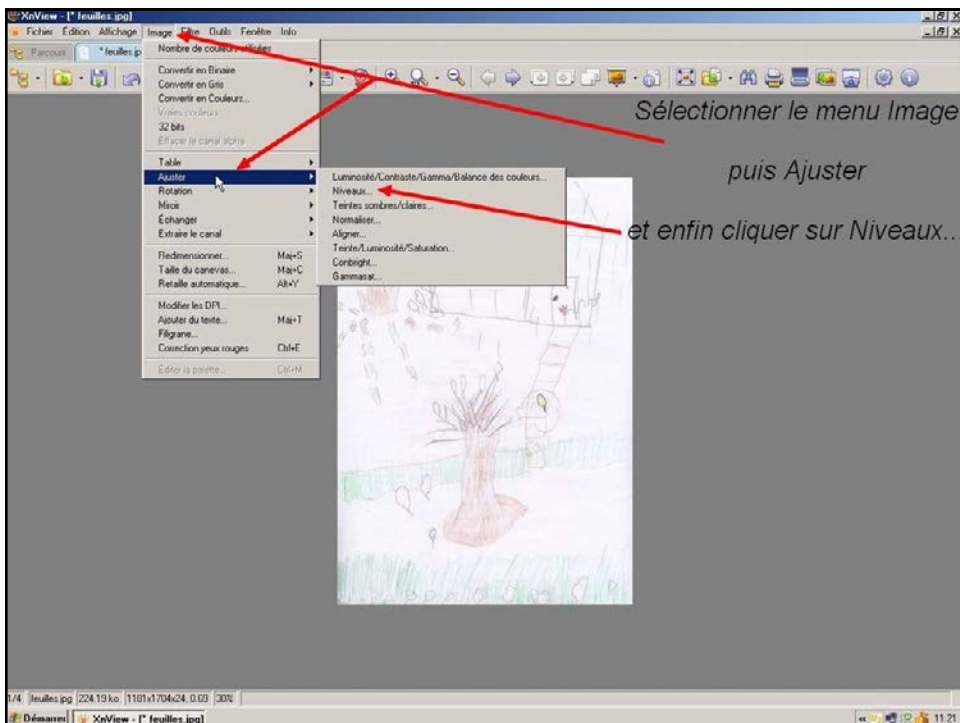 XnView - [* feuilles.jpg]
Fichier Édition Affichage Image Filtre Outils Fenêtre Info
Parcourir * feuilles.jp
Nombre de couleurs utilisées
Convertir en Binaire
Convertir en Gris
Convertir en Couleurs...
Vraies couleurs
32 bits
Effacer le canal alpha
Table
Ajuster
Rotation
Miroir
Échanger
Extraire le canal
Redimensionner... Maj+S
Taille du canevas... Maj+C
Retaille automatique... Alt+Y
Modifier les DPI...
Ajouter du texte... Maj+T
Filigrane...
Correction yeux rouges Ctrl+E
Éditer la palette... Ctrl+M
Luminosité/Contraste/Gamma/Balance des couleurs...
Niveaux...
Teintes sombres/claires...
Normaliser...
Aligner...
Teinte/Luminosité/Saturation...
Conbright...
Gammasat...
Sélectionner le menu Image
puis Ajuster
et enfin cliquer sur Niveaux...
1/4 feuilles.jpg 224.19 ko 1181x1704x24, 0.69 30%
Démarrer XnView - [* feuilles.jpg] 11:21